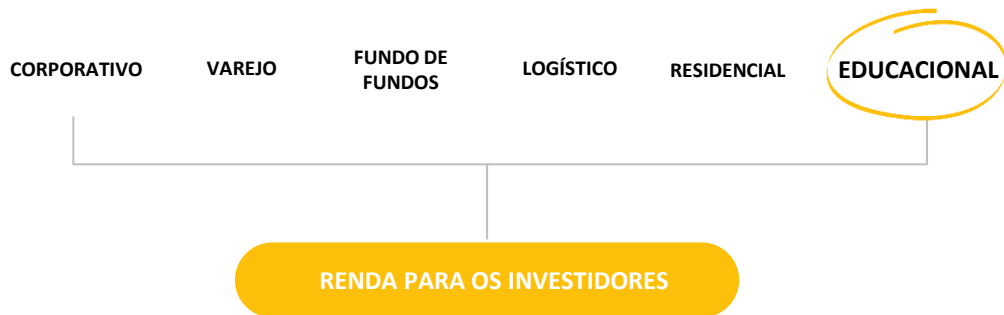 CORPORATIVO
VAREJO
FUNDO DE
FUNDOS
LOGÍSTICO
RESIDENCIAL
EDUCACIONAL
RENDA PARA OS INVESTIDORES